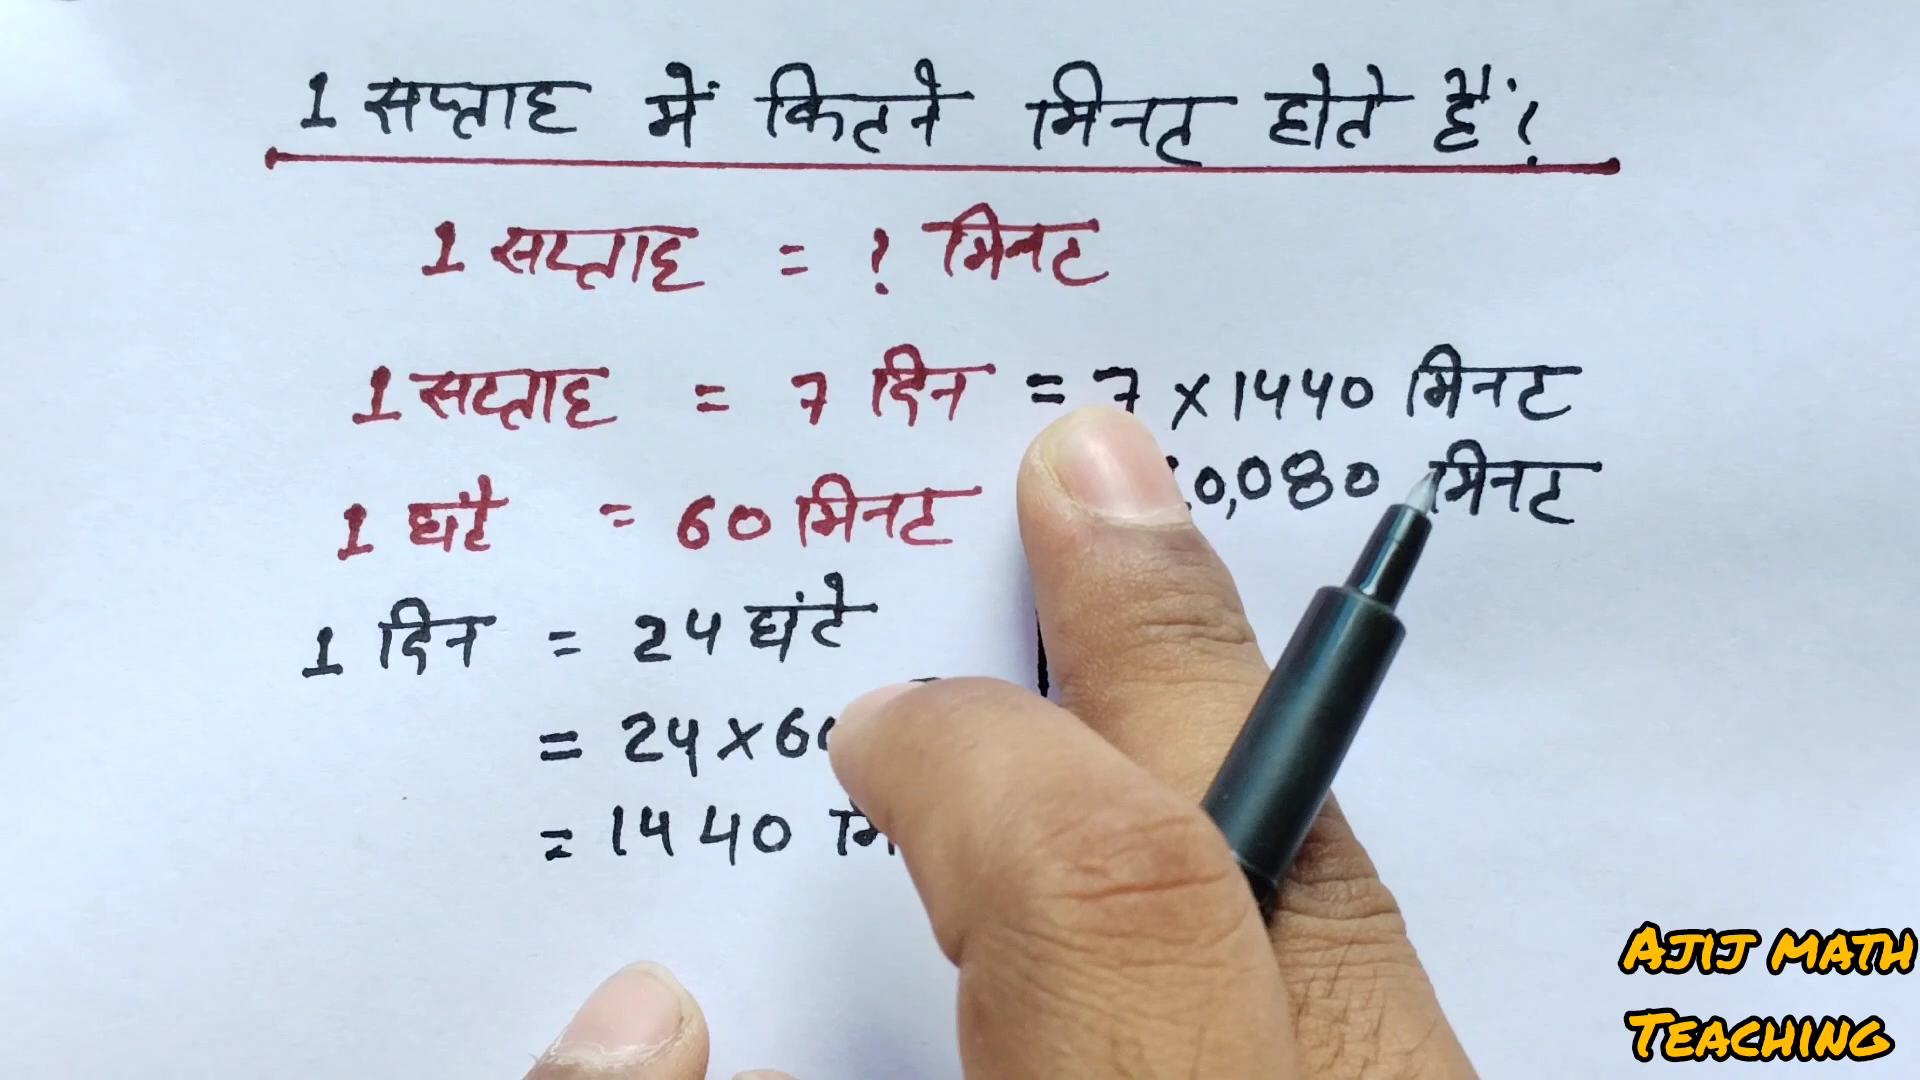 1 सप्ताह में कितने मिनट होते हैं?
1 सप्ताह = ? मिनट
1 सप्ताह = 7 दिन = 7 × 1440 मिनट
0,080 मिनट
1 घंटे = 60 मिनट
1 दिन = 24 घंटे
= 24 × 60
= 1440 मि
AJIJ MATH
TEACHING